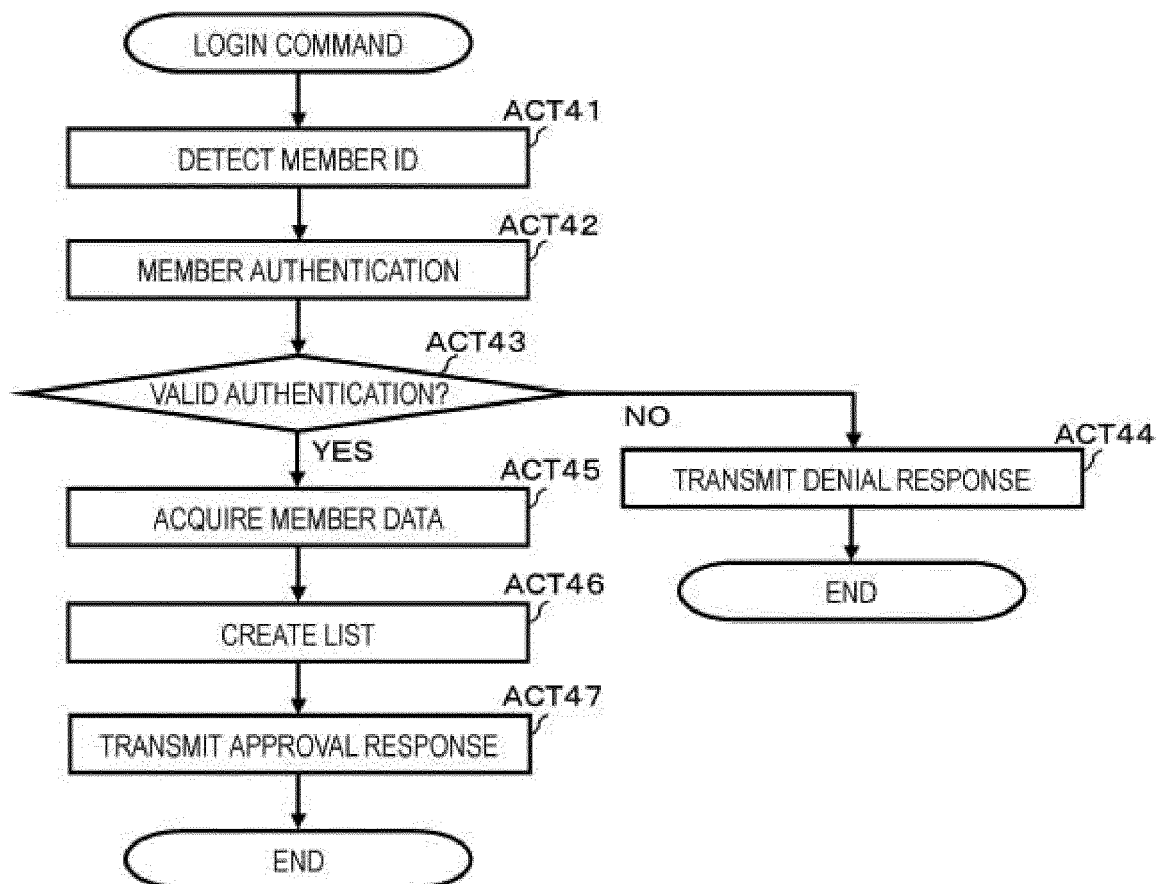 LOGIN COMMAND
ACT41
DETECT MEMBER ID
ACT42
MEMBER AUTHENTICATION
ACT43
VALID AUTHENTICATION?
NO
YES
ACT44
TRANSMIT DENIAL RESPONSE
ACT45
ACQUIRE MEMBER DATA
END
ACT46
CREATE LIST
ACT47
TRANSMIT APPROVAL RESPONSE
END